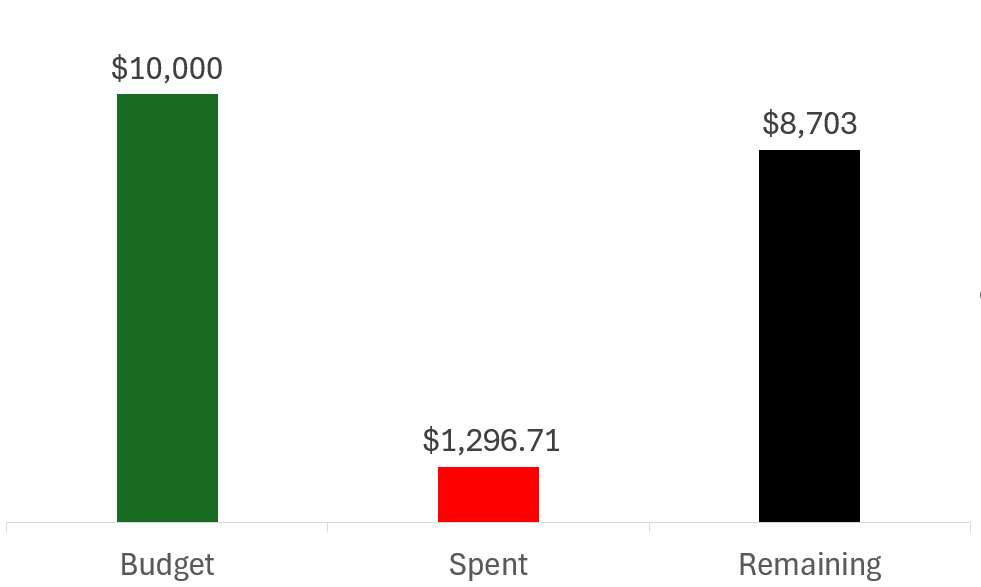 $10,000
$8,703
$1,296.71
Budget
Spent
Remaining